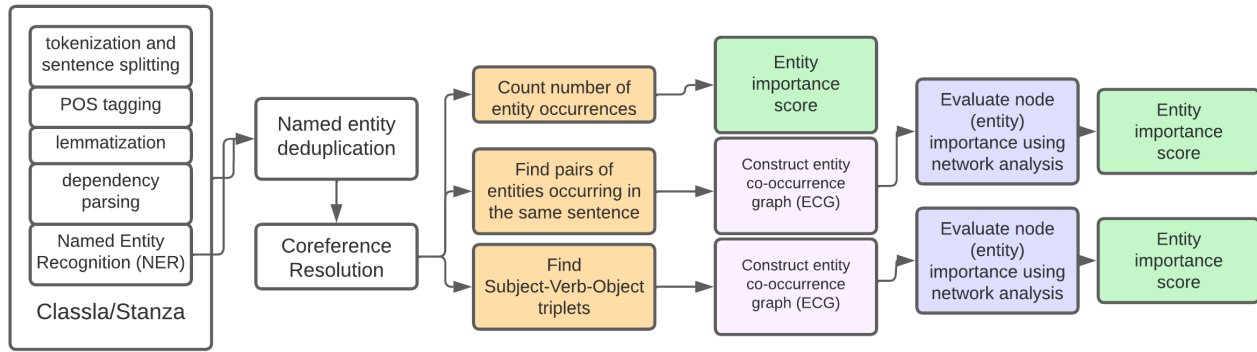 tokenization and
sentence splitting
POS tagging
lemmatization
dependency
parsing
Named Entity
Recognition (NER)
Classla/Stanza
Named entity
deduplication
Coreference
Resolution
Count number of
entity occurrences
Find pairs of
entities occurring in
the same sentence
Find
Subject-Verb-Object
triplets
Entity
importance
score
Construct entity
co-occurrence
graph (ECG)
Construct entity
co-occurrence
graph (ECG)
Evaluate node
(entity)
importance using
network analysis
Evaluate node
(entity)
importance using
network analysis
Entity
importance
score
Entity
importance
score